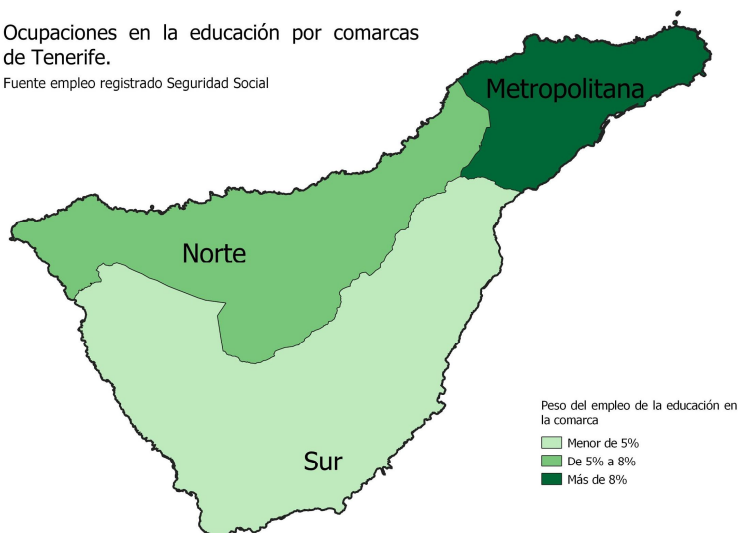 Ocupaciones en la educación por comarcas
de Tenerife.
Fuente empleo registrado Seguridad Social
Metropolitana
Norte
Sur
Peso del empleo de la educación en
la comarca
Menor de 5%
De 5% a 8%
Más de 8%